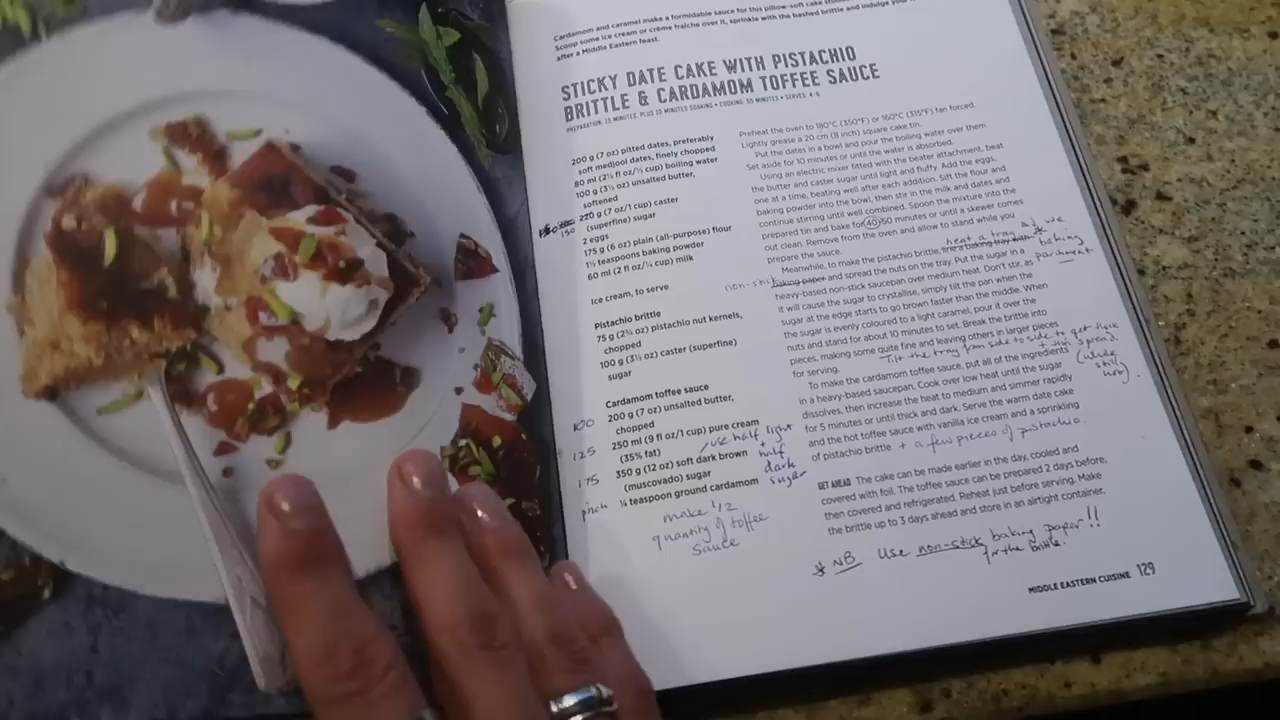 Cardamom and caramel make a formidable sauce for this pillow-soft cake
Scoop some ice cream or crème fraîche over it, sprinkle with the bashed brittle and indulge your
after a Middle Eastern feast.
STICKY DATE CAKE WITH PISTACHIO
BRITTLE & CARDAMOM TOFFEE SAUCE
PREPARATION: 15 MINUTES, PLUS 10 MINUTES SOAKING • COOKING: 55 MINUTES • SERVES: 4-6
200 g (7 oz) pitted dates, preferably
soft medjool dates, finely chopped
80 ml (2½ fl oz/⅓ cup) boiling water
100 g (3½ oz) unsalted butter,
softened
220 g (7 oz/1 cup) caster
150
(superfine) sugar
2 eggs
175 g (6 oz) plain (all-purpose) flour
1½ teaspoons baking powder
60 ml (2 fl oz/¼ cup) milk
Ice cream, to serve
Pistachio brittle
75 g (2½ oz) pistachio nut kernels,
chopped
100 g (3½ oz) caster (superfine)
sugar
Cardamom toffee sauce
100
200 g (7 oz) unsalted butter,
chopped
125
250 ml (9 fl oz/1 cup) pure cream
(35% fat)
use half light
+ half
dark
sugar
175
350 g (12 oz) soft dark brown
(muscovado) sugar
pinch
¼ teaspoon ground cardamom
make 1/2
quantity of toffee
sauce
Preheat the oven to 180°C (350°F) or 160°C (315°F) fan forced.
Lightly grease a 20 cm (8 inch) square cake tin.
Put the dates in a bowl and pour the boiling water over them.
Set aside for 10 minutes or until the water is absorbed.
Using an electric mixer fitted with the beater attachment, beat
the butter and caster sugar until light and fluffy. Add the eggs,
one at a time, beating well after each addition. Sift the flour and
baking powder into the bowl, then stir in the milk and dates and
continue stirring until well combined. Spoon the mixture into the
prepared tin and bake for 40-50 minutes or until a skewer comes
out clean. Remove from the oven and allow to stand while you
prepare the sauce.
heat a tray and use
baking
parchment
Meanwhile, to make the pistachio brittle, line a baking tray with
non-stick
baking paper and spread the nuts on the tray. Put the sugar in a
heavy-based non-stick saucepan over medium heat. Don't stir, as
it will cause the sugar to crystallise, simply tilt the pan when the
sugar at the edge starts to go brown faster than the middle. When
the sugar is evenly coloured to a light caramel, pour it over the
nuts and stand for about 10 minutes to set. Break the brittle into
pieces, making some quite fine and leaving others in larger pieces
for serving.
Tilt the tray from side to side to get thick
+ thin spread.
(while
still
hot).
To make the cardamom toffee sauce, put all of the ingredients
in a heavy-based saucepan. Cook over low heat until the sugar
dissolves, then increase the heat to medium and simmer rapidly
for 5 minutes or until thick and dark. Serve the warm date cake
and the hot toffee sauce with vanilla ice cream and a sprinkling
of pistachio brittle + a few pieces of pistachio.
GET AHEAD The cake can be made earlier in the day, cooled and
covered with foil. The toffee sauce can be prepared 2 days before,
then covered and refrigerated. Reheat just before serving. Make
the brittle up to 3 days ahead and store in an airtight container.
* NB Use non-stick baking paper!!
for the brittle.
MIDDLE EASTERN CUISINE 129